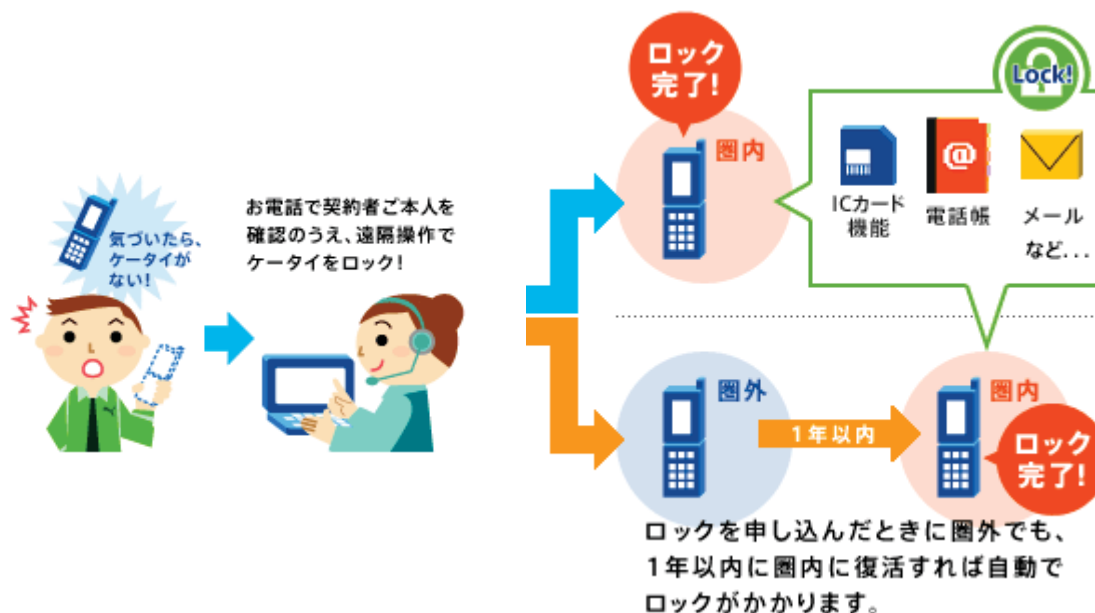 気づいたら、
ケータイが
ない!
お電話で契約者ご本人を
確認のうえ、遠隔操作で
ケータイをロック!
ロック
完了!
圏内
Lock!
ICカード
機能
@
電話帳
メール
など...
圏外
1年以内
圏内
ロック
完了!
ロックを申し込んだときに圏外でも、
1年以内に圏内に復活すれば自動で
ロックがかかります。